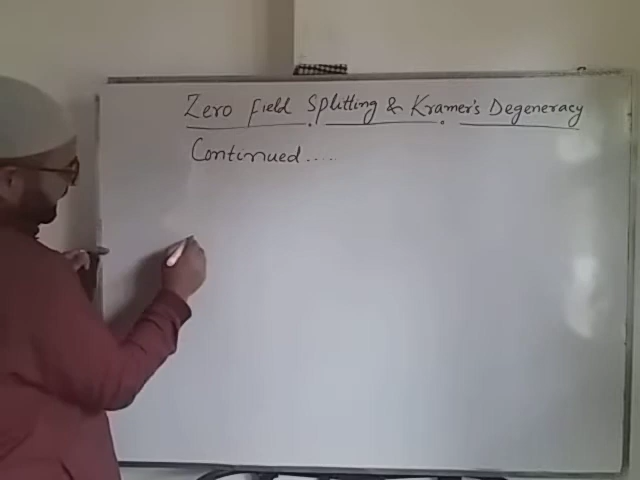 Zero Field Splitting & Kramer's Degeneracy
Continued.....